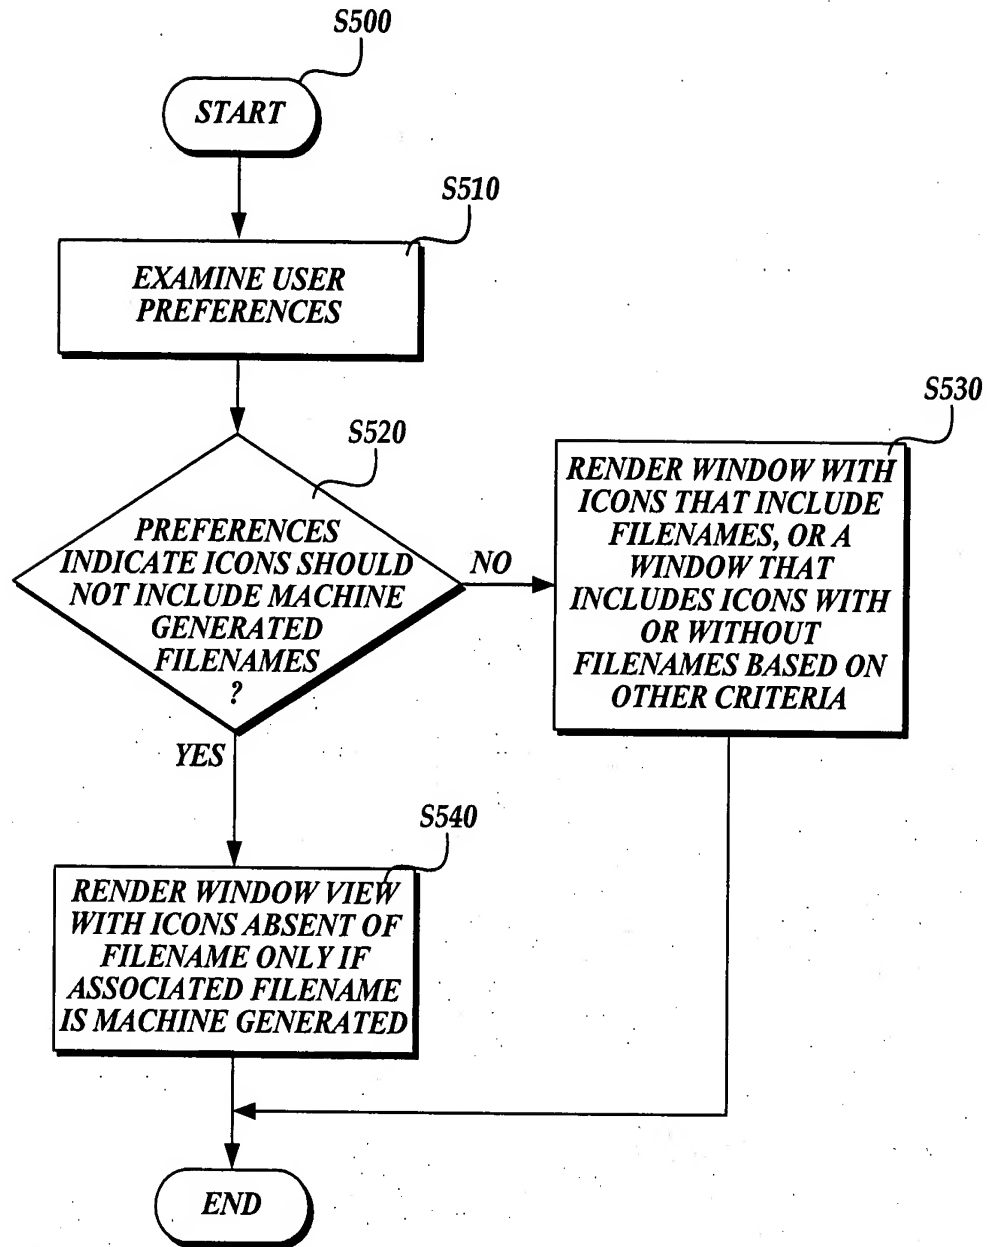 S500
START
S510
EXAMINE USER
PREFERENCES
S520
PREFERENCES
INDICATE ICONS SHOULD
NOT INCLUDE MACHINE
GENERATED
FILENAMES
?
NO
S530
RENDER WINDOW WITH
ICONS THAT INCLUDE
FILENAMES, OR A
WINDOW THAT
INCLUDES ICONS WITH
OR WITHOUT
FILENAMES BASED ON
OTHER CRITERIA
YES
S540
RENDER WINDOW VIEW
WITH ICONS ABSENT OF
FILENAME ONLY IF
ASSOCIATED FILENAME
IS MACHINE GENERATED
END